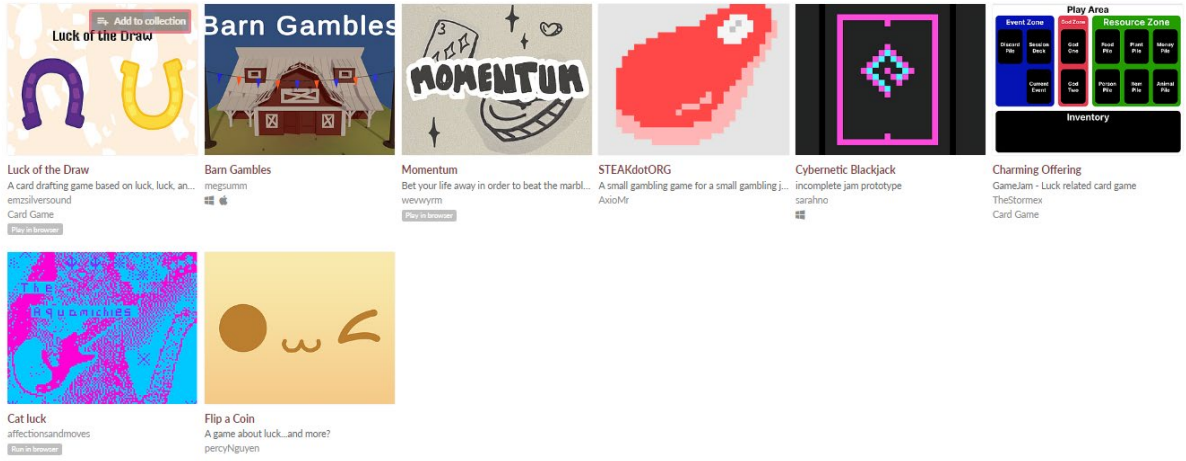 Add to collection
Luck of the Draw
Luck of the Draw
A card drafting game based on luck, luck, an...
emzsilversound
Card Game
Play in browser
Barn Gambles
Barn Gambles
megsumm
3
MOMENTUM
Momentum
Bet your life away in order to beat the marbl...
wevwyrm
Play in browser
STEAKdotORG
A small gambling game for a small gambling j...
AxioMr
Cybernetic Blackjack
incomplete jam prototype
sarahno
Play Area
Event Zone
God Zone
Resource Zone
Discard Pile
Session Deck
God One
Food Pile
Plant Pile
Money Pile
Current Event
God Two
Person Pile
Item Pile
Animal Pile
Inventory
Charming Offering
GameJam - Luck related card game
TheStormex
Card Game
The
Aquamichies
Cat luck
affectionsandmoves
Run in browser
Flip a Coin
A game about luck...and more?
percyNguyen